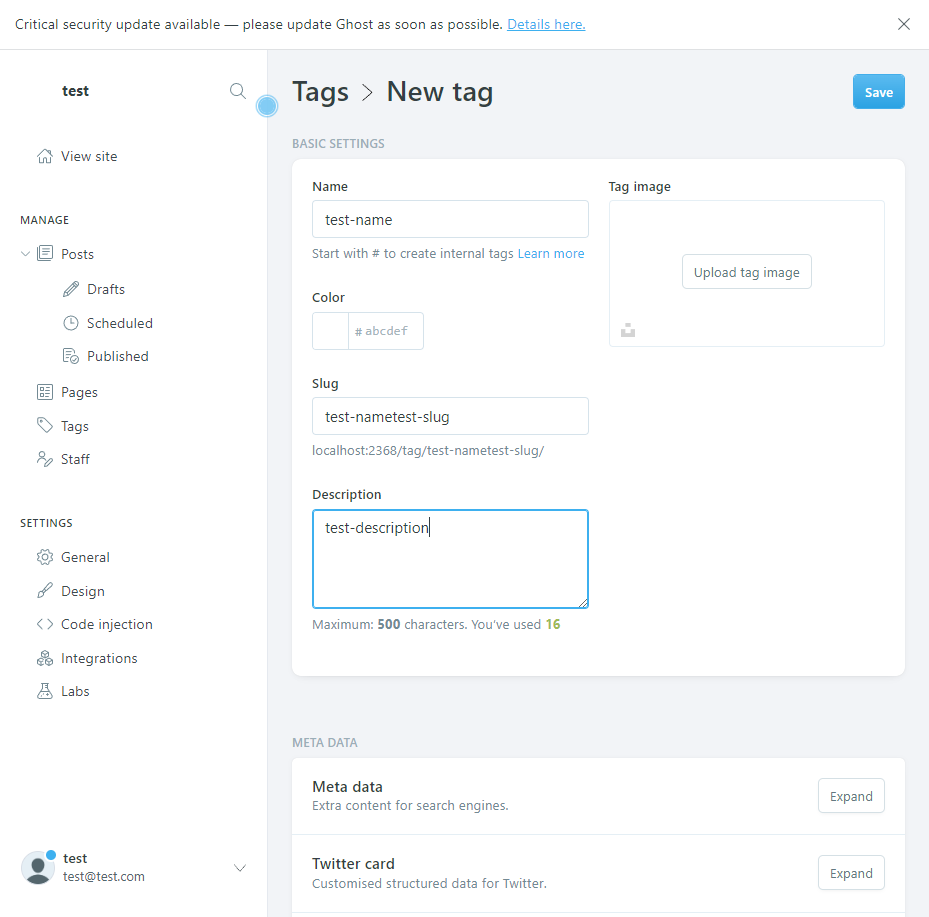 Critical security update available — please update Ghost as soon as possible. Details here.
test
Tags > New tag
Save
View site
BASIC SETTINGS
Name
Tag image
test-name
Start with # to create internal tags Learn more
Upload tag image
MANAGE
Posts
Drafts
Scheduled
Published
Pages
Tags
Staff
Color
# abcdef
Slug
test-nametest-slug
localhost:2368/tag/test-nametest-slug/
Description
test-description
Maximum: 500 characters. You've used 16
SETTINGS
General
Design
Code injection
Integrations
Labs
META DATA
Meta data
Extra content for search engines.
Expand
Twitter card
Customised structured data for Twitter.
Expand
test
test@test.com